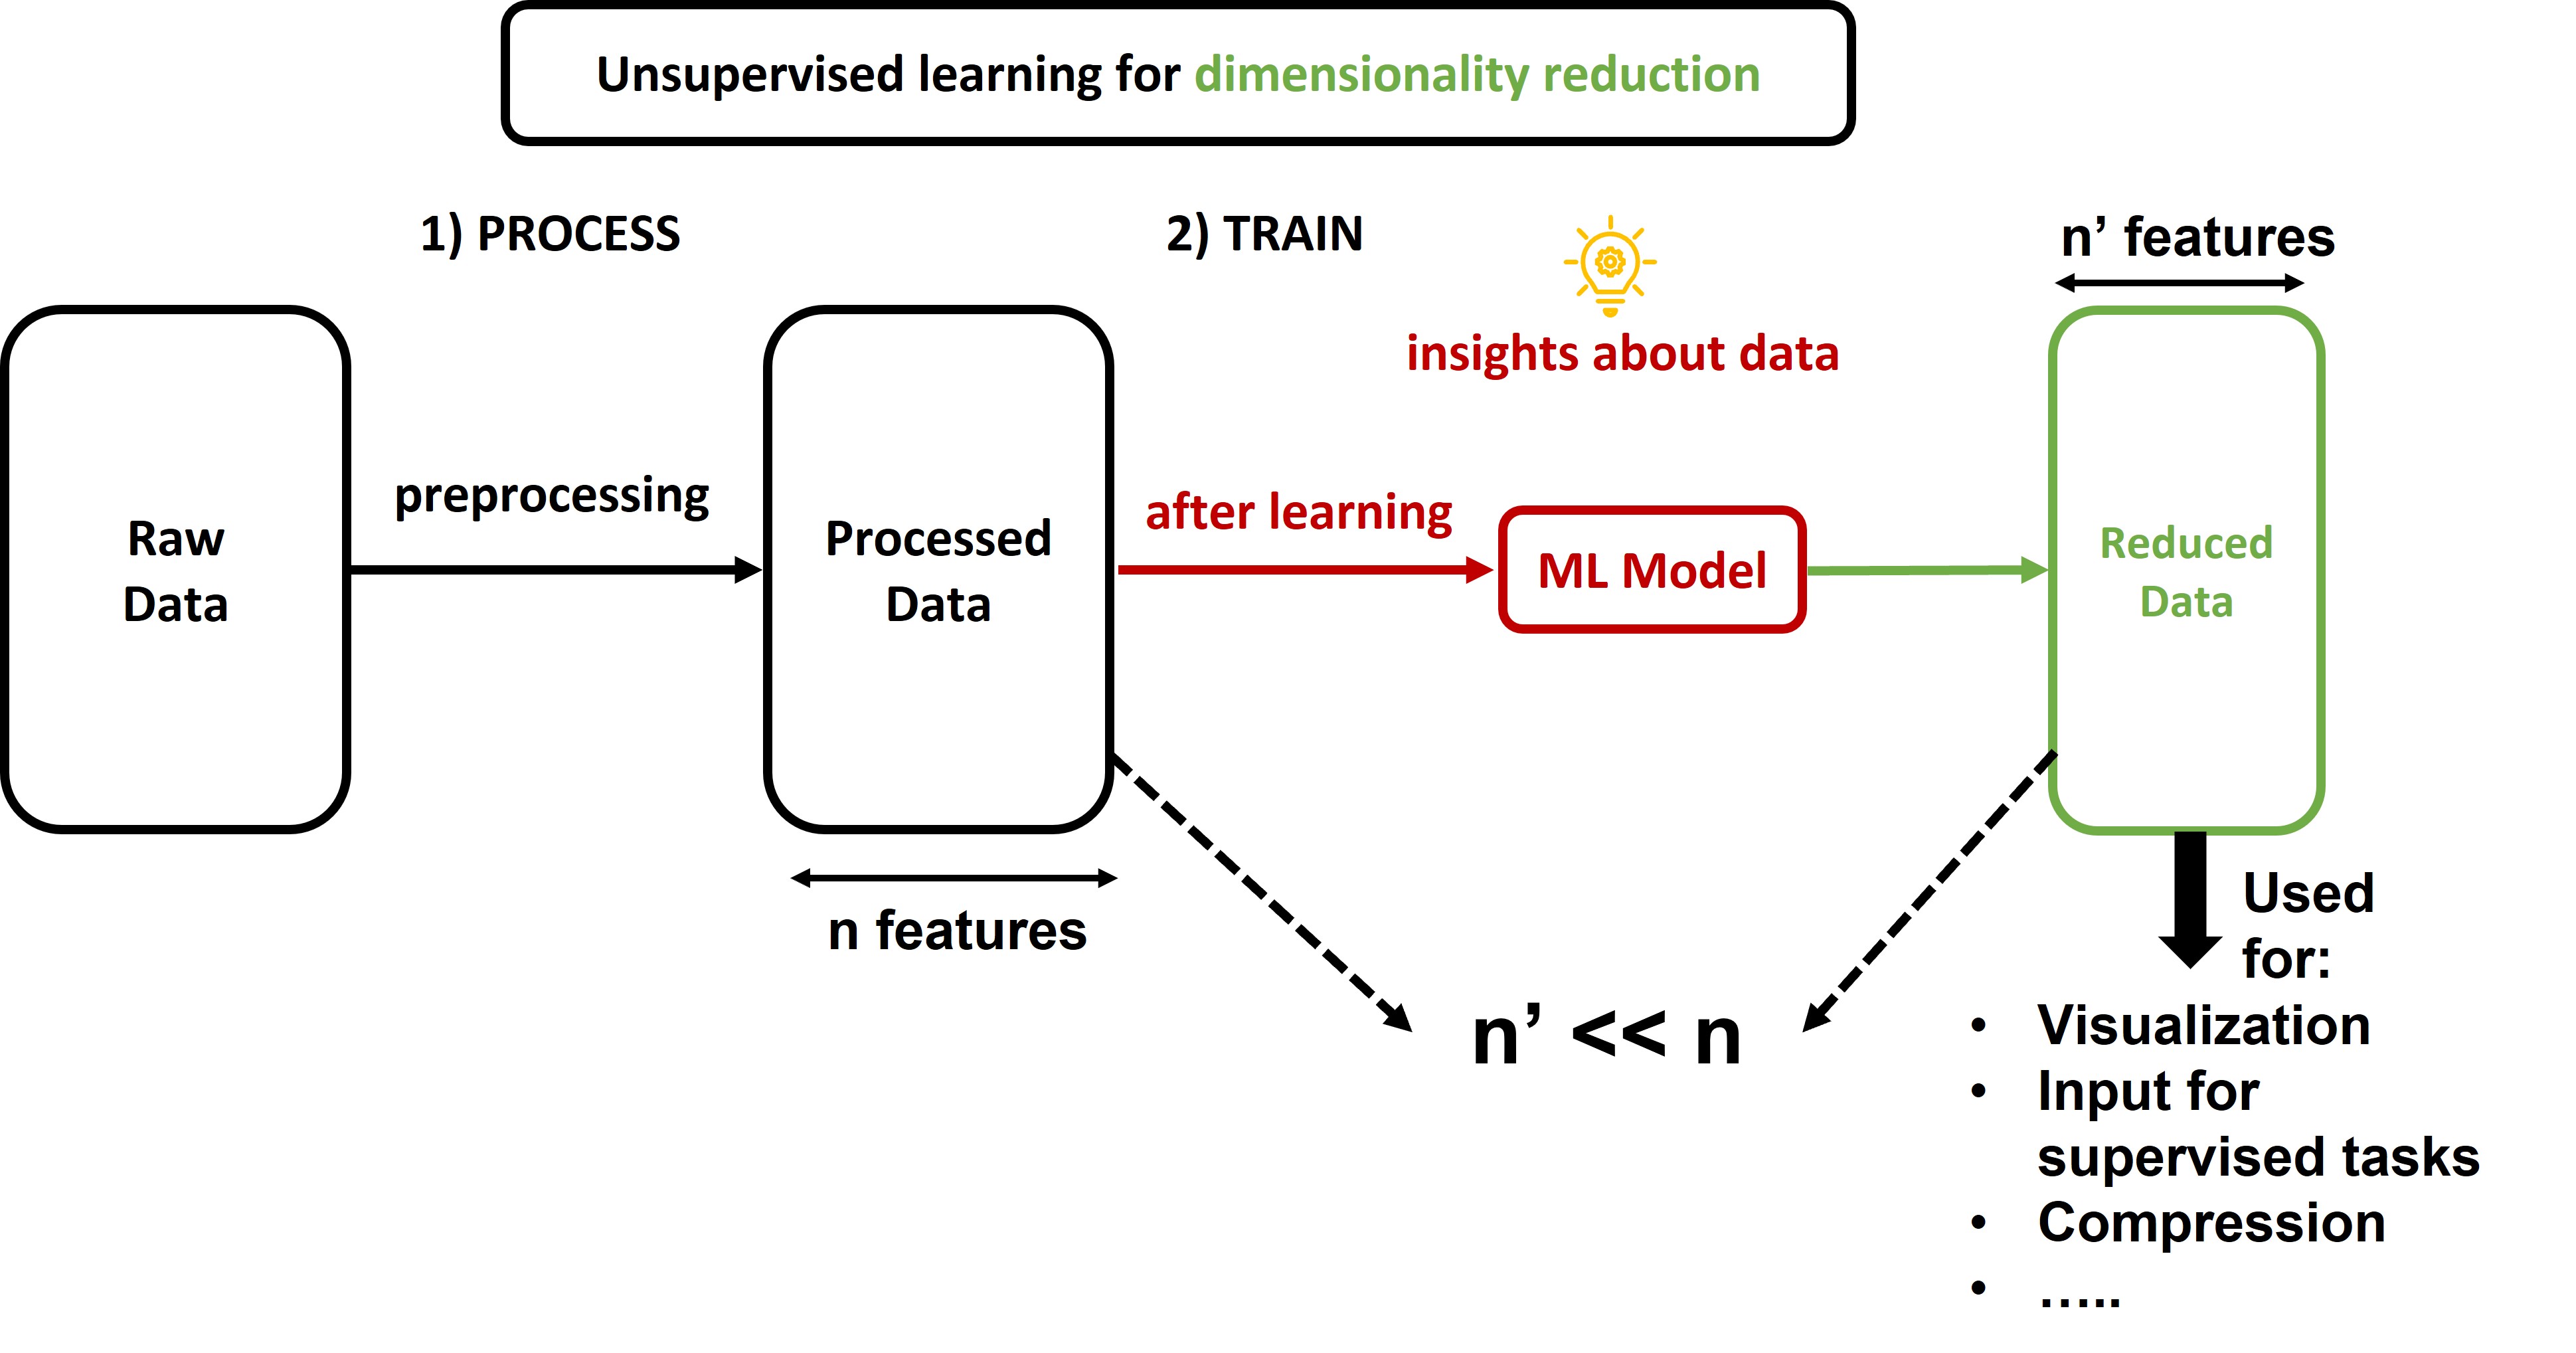 Unsupervised learning for dimensionality reduction
1) PROCESS
2) TRAIN
n’ features
insights about data
preprocessing
after learning
Raw
Data
Processed
Data
ML Model
Reduced
Data
n features
n’ << n
Used
for:
• Visualization
• Input for
supervised tasks
• Compression
• …..